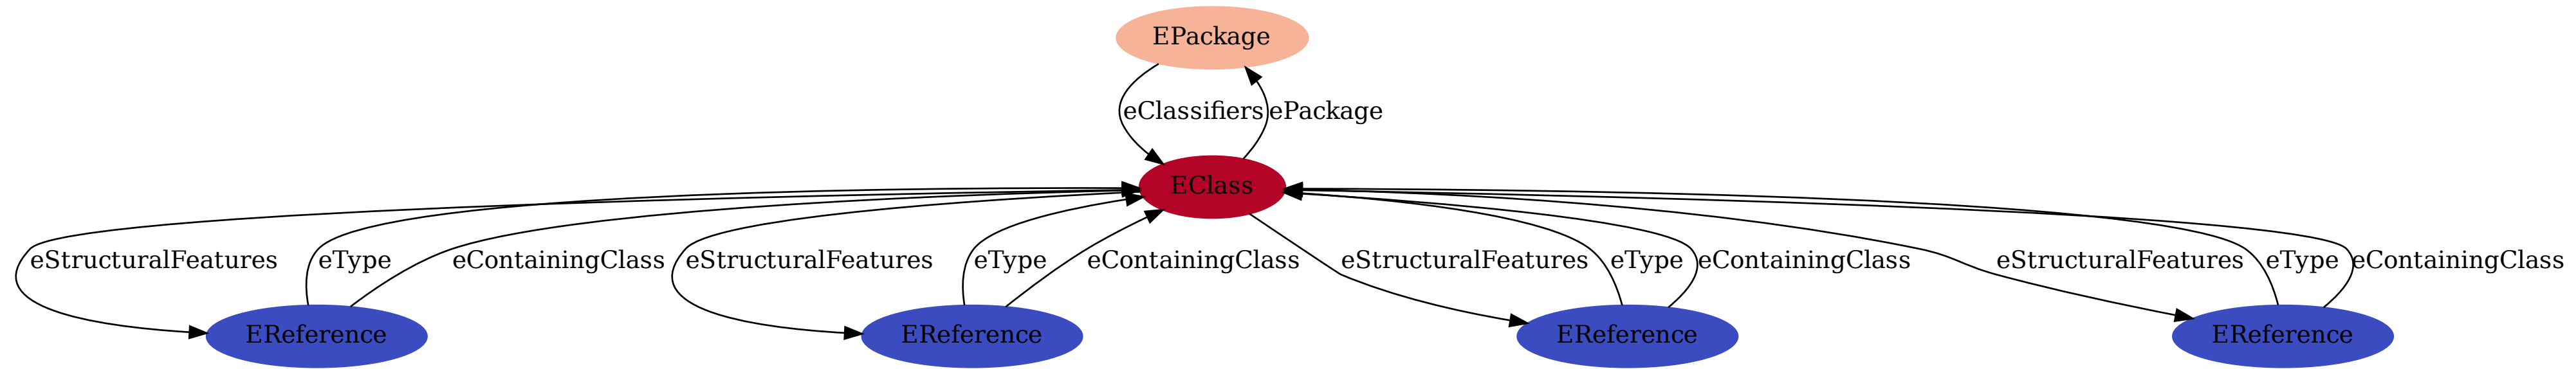 EPackage
eClassifiers ePackage
EClass
eStructuralFeatures eType eContainingClass eStructuralFeatures eType eContainingClass eStructuralFeatures eType eContainingClass eStructuralFeatures eType eContainingClass
EReference EReference EReference EReference